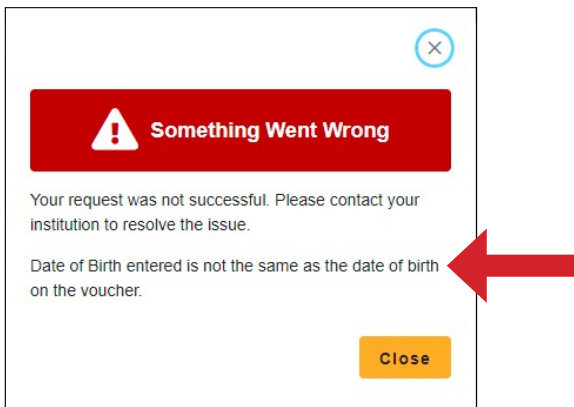 Something Went Wrong
Your request was not successful. Please contact your
institution to resolve the issue.
Date of Birth entered is not the same as the date of birth
on the voucher.
Close